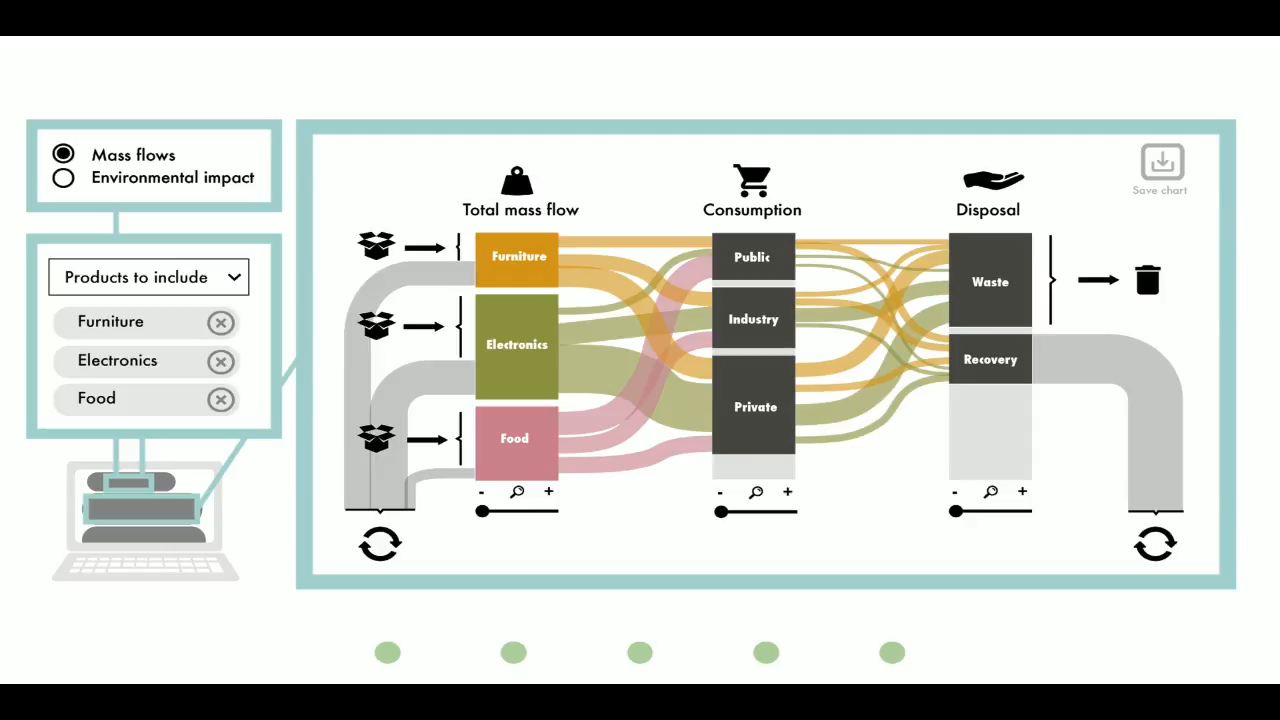 Mass flows
Environmental impact
Products to include
Furniture
Electronics
Food
Save chart
Total mass flow
Consumption
Disposal
Furniture
Electronics
Food
Public
Industry
Private
Waste
Recovery
- +
- +
- +